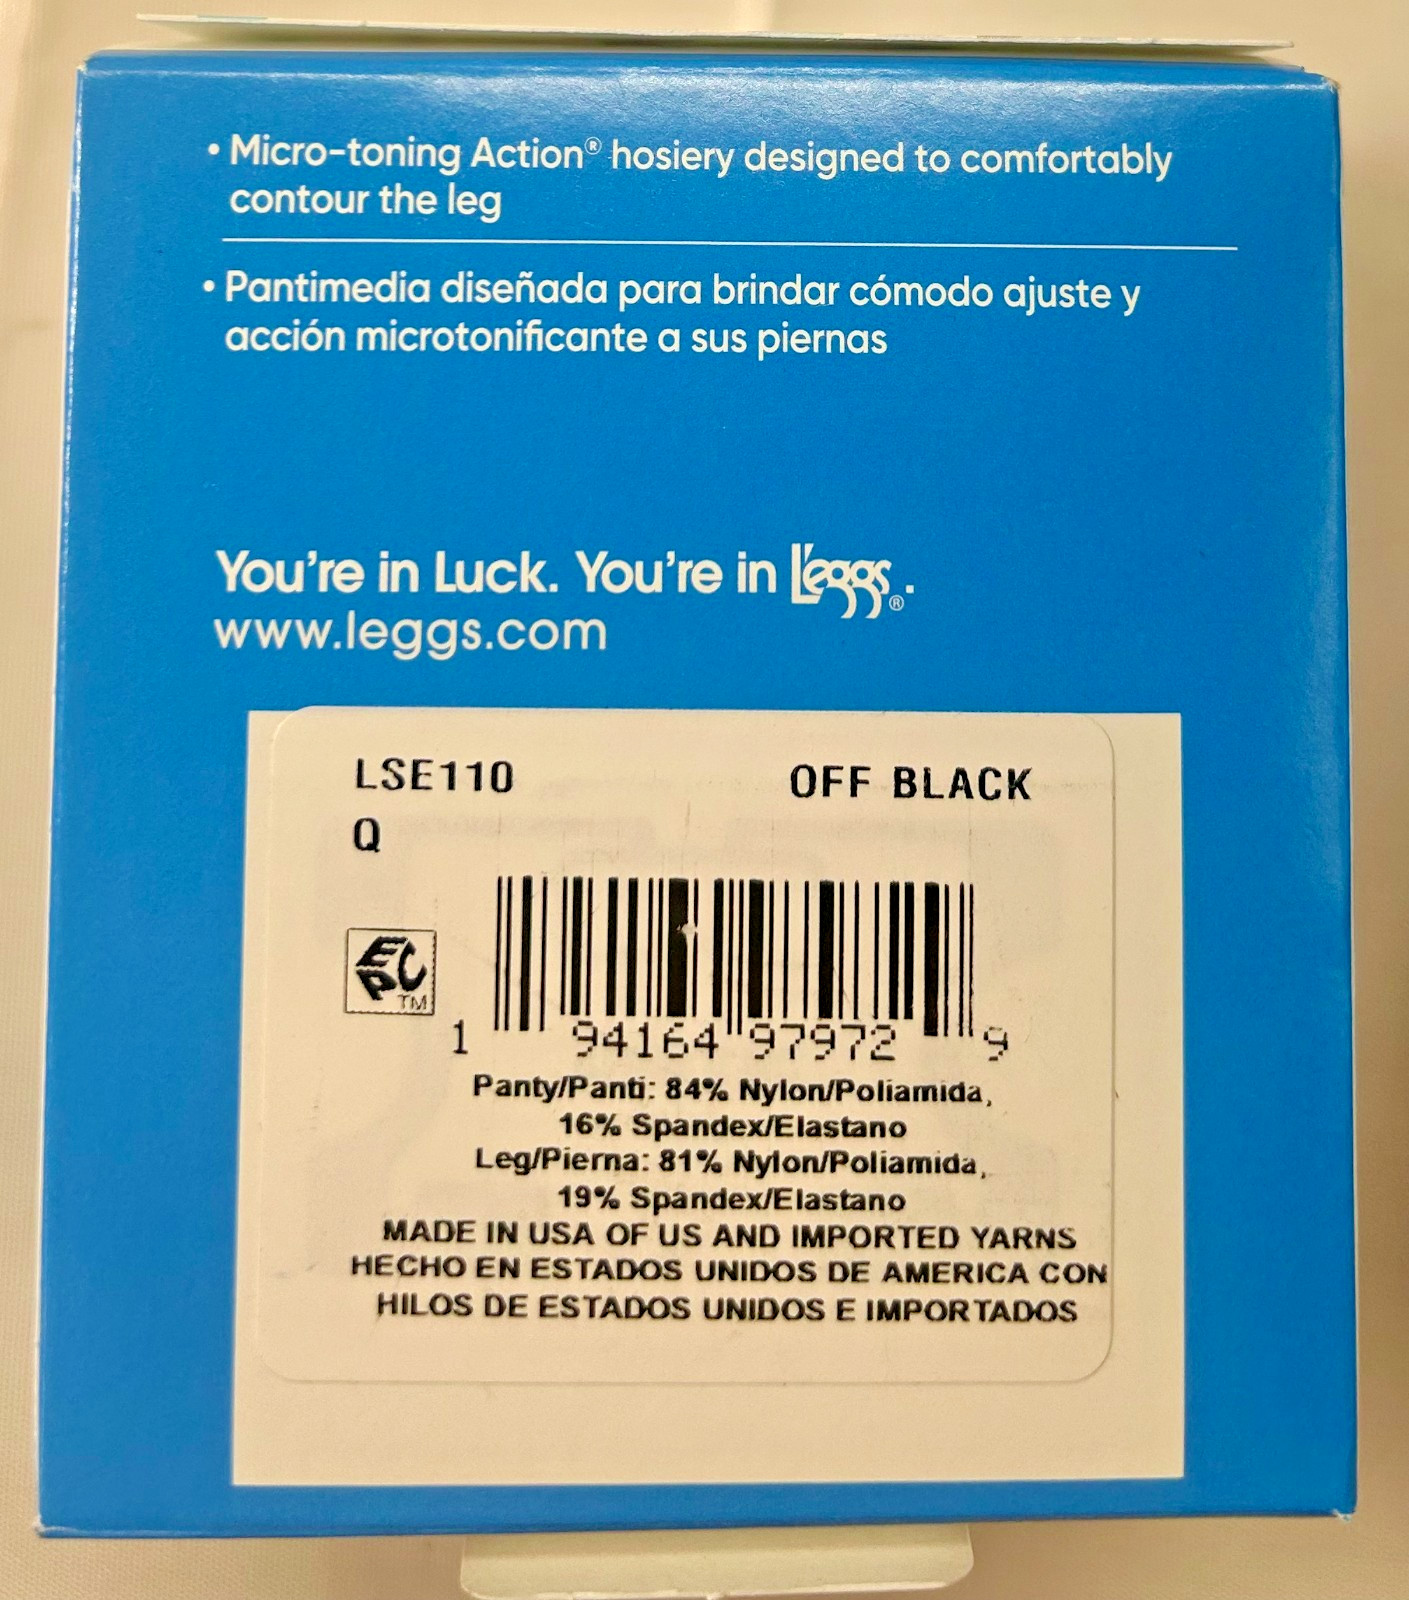 • Micro-toning Action® hosiery designed to comfortably
contour the leg
• Pantimedia diseñada para brindar cómodo ajuste y
acción microtonificante a sus piernas
You're in Luck. You're in L'eggs®.
www.leggs.com
LSE110 OFF BLACK
Q
EPC TM
1 94164 97972 9
Panty/Panti: 84% Nylon/Poliamida,
16% Spandex/Elastano
Leg/Pierna: 81% Nylon/Poliamida,
19% Spandex/Elastano
MADE IN USA OF US AND IMPORTED YARNS
HECHO EN ESTADOS UNIDOS DE AMERICA CON
HILOS DE ESTADOS UNIDOS E IMPORTADOS